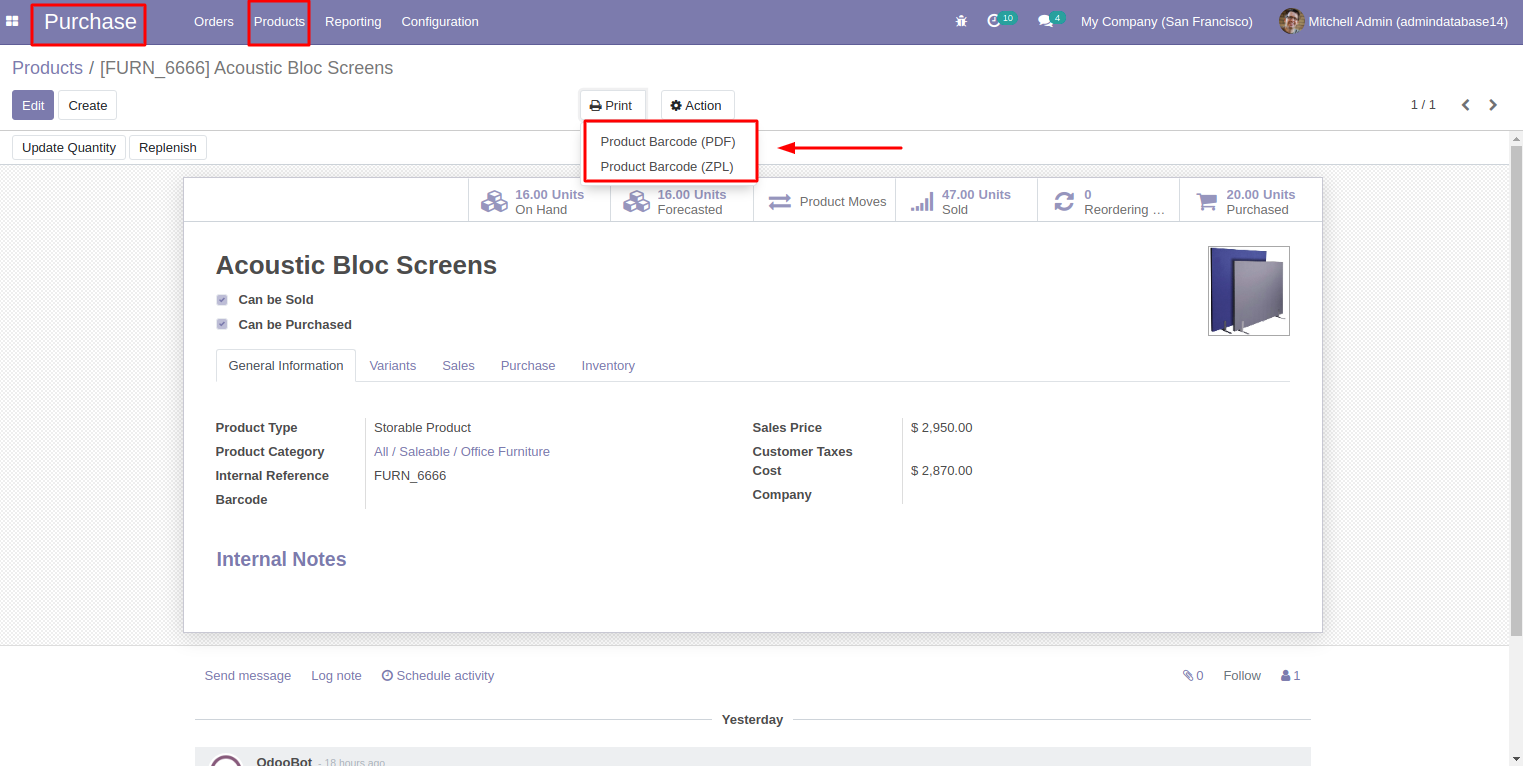 Purchase Orders Products Reporting Configuration 10 4 My Company (San Francisco) Mitchell Admin (admindatabase14)
Products / [FURN_6666] Acoustic Bloc Screens
Edit Create Print Action 1 / 1
Product Barcode (PDF)
Update Quantity Replenish
Product Barcode (ZPL)
16.00 Units
On Hand
16.00 Units
Forecasted
Product Moves
47.00 Units
Sold
0
Reordering ...
20.00 Units
Purchased
Acoustic Bloc Screens
Can be Sold
Can be Purchased
General Information Variants Sales Purchase Inventory
Product Type Storable Product
Product Category All / Saleable / Office Furniture
Internal Reference FURN_6666
Barcode
Sales Price $ 2,950.00
Customer Taxes
Cost $ 2,870.00
Company
Internal Notes
Send message Log note Schedule activity 0 Follow 1
Yesterday
OdooBot - 18 hours ago